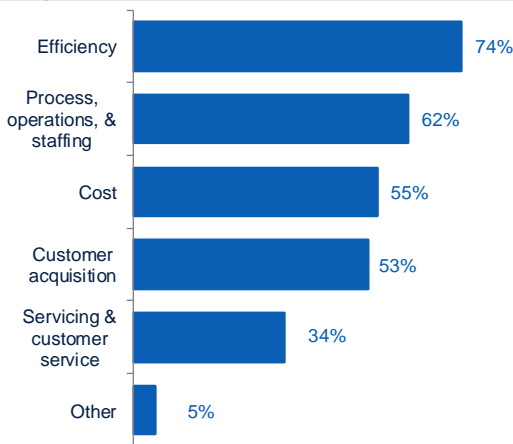 Efficiency
74%
Process,
operations, &
staffing
62%
Cost
55%
Customer
acquisition
53%
Servicing &
customer
service
34%
Other
5%